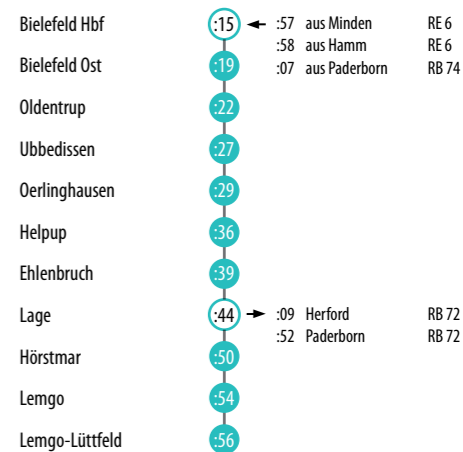 Bielefeld Hbf :15 :57 aus Minden RE 6
:58 aus Hamm RE 6
Bielefeld Ost :19 :07 aus Paderborn RB 74
Oldentrup :22
Ubbedissen :27
Oerlinghausen :29
Helpup :36
Ehlenbruch :39
Lage :44 :09 Herford RB 72
:52 Paderborn RB 72
Hörstmar :50
Lemgo :54
Lemgo-Lüttfeld :56